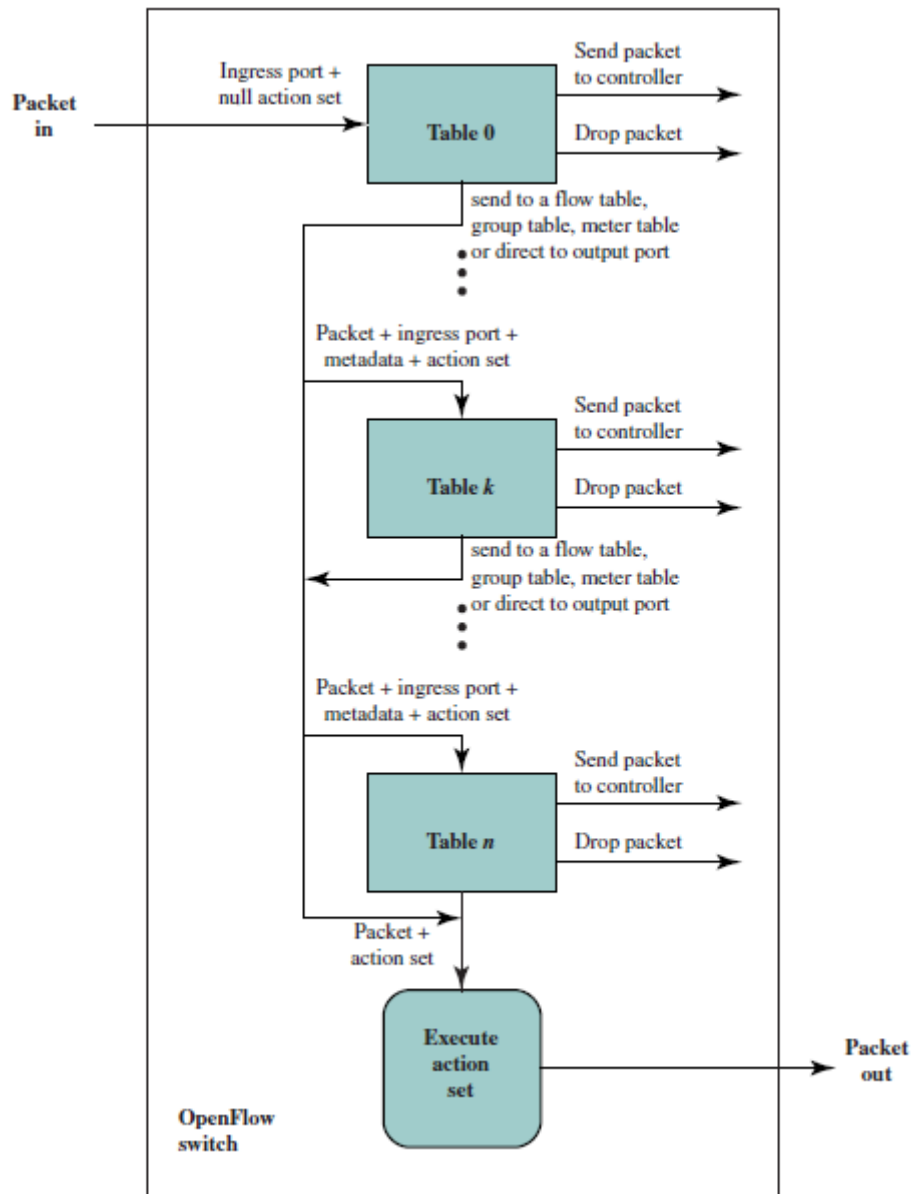 Packet
in
Ingress port +
null action set
Table 0
Send packet
to controller
Drop packet
send to a flow table,
group table, meter table
or direct to output port
Packet + ingress port +
metadata + action set
Table k
Send packet
to controller
Drop packet
send to a flow table,
group table, meter table
or direct to output port
Packet + ingress port +
metadata + action set
Table n
Send packet
to controller
Drop packet
Packet +
action set
Execute
action
set
Packet
out
OpenFlow
switch